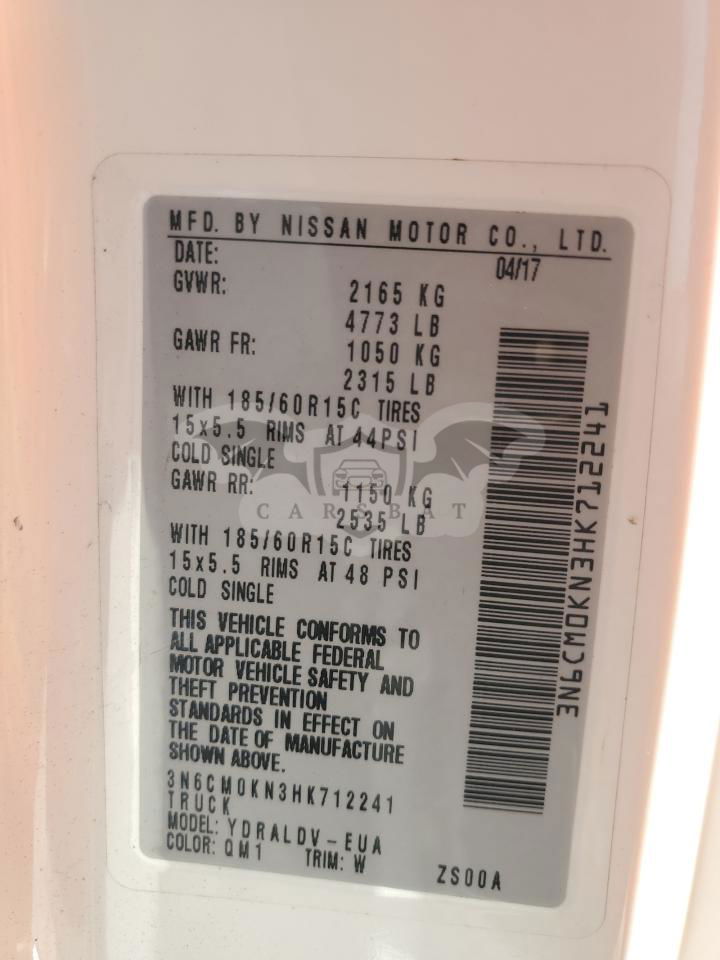 MFD. BY NISSAN MOTOR CO., LTD.
DATE: 04/17
GVWR: 2165 KG
4773 LB
GAWR FR: 1050 KG
2315 LB
WITH 185/60R15C TIRES
15x5.5 RIMS AT 44PSI
COLD SINGLE
GAWR RR: 1150 KG
2535 LB
WITH 185/60R15C TIRES
15x5.5 RIMS AT 48 PSI
COLD SINGLE
THIS VEHICLE CONFORMS TO
ALL APPLICABLE FEDERAL
MOTOR VEHICLE SAFETY AND
THEFT PREVENTION
STANDARDS IN EFFECT ON
THE DATE OF MANUFACTURE
SHOWN ABOVE.
3N6CM0KN3HK712241
TRUCK
MODEL: YDRALDV-EUA
COLOR: QM1 TRIM: W ZS00A
3N6CM0KN3HK712241
CARSBAT